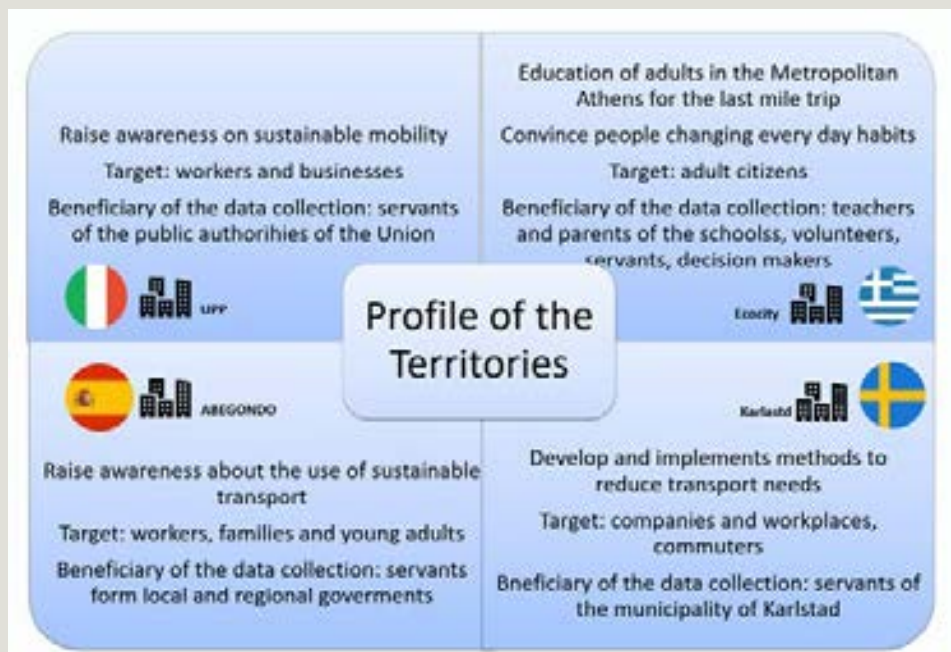 Raise awareness on sustainable mobility
Target: workers and businesses
Beneficiary of the data collection: servants
of the public authorihies of the Union
UPP
Education of adults in the Metropolitan
Athens for the last mile trip
Convince people changing every day habits
Target: adult citizens
Beneficiary of the data collection: teachers
and parents of the schoolss, volunteers,
servants, decision makers
Ecocity
Profile of the
Territories
ABEGONDO
Raise awareness about the use of sustainable
transport
Target: workers, families and young adults
Beneficiary of the data collection: servants
form local and regional goverments
Karlastd
Develop and implements methods to
reduce transport needs
Target: companies and workplaces,
commuters
Bneficiary of the data collection: servants of
the municipality of Karlstad